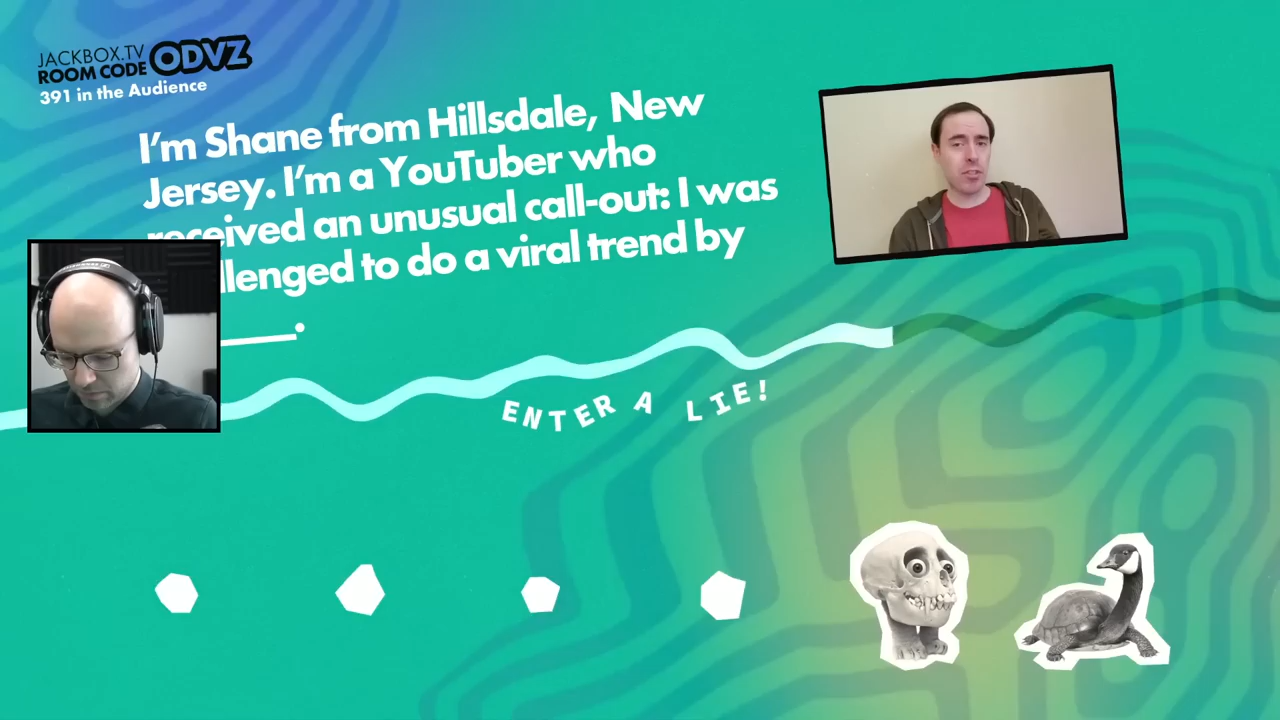 JACKBOX.TV
ROOM CODE ODVZ
391 in the Audience
I'm Shane from Hillsdale, New
Jersey. I'm a YouTuber who
received an unusual call-out: I was
llenged to do a viral trend by
.
ENTER A LIE!